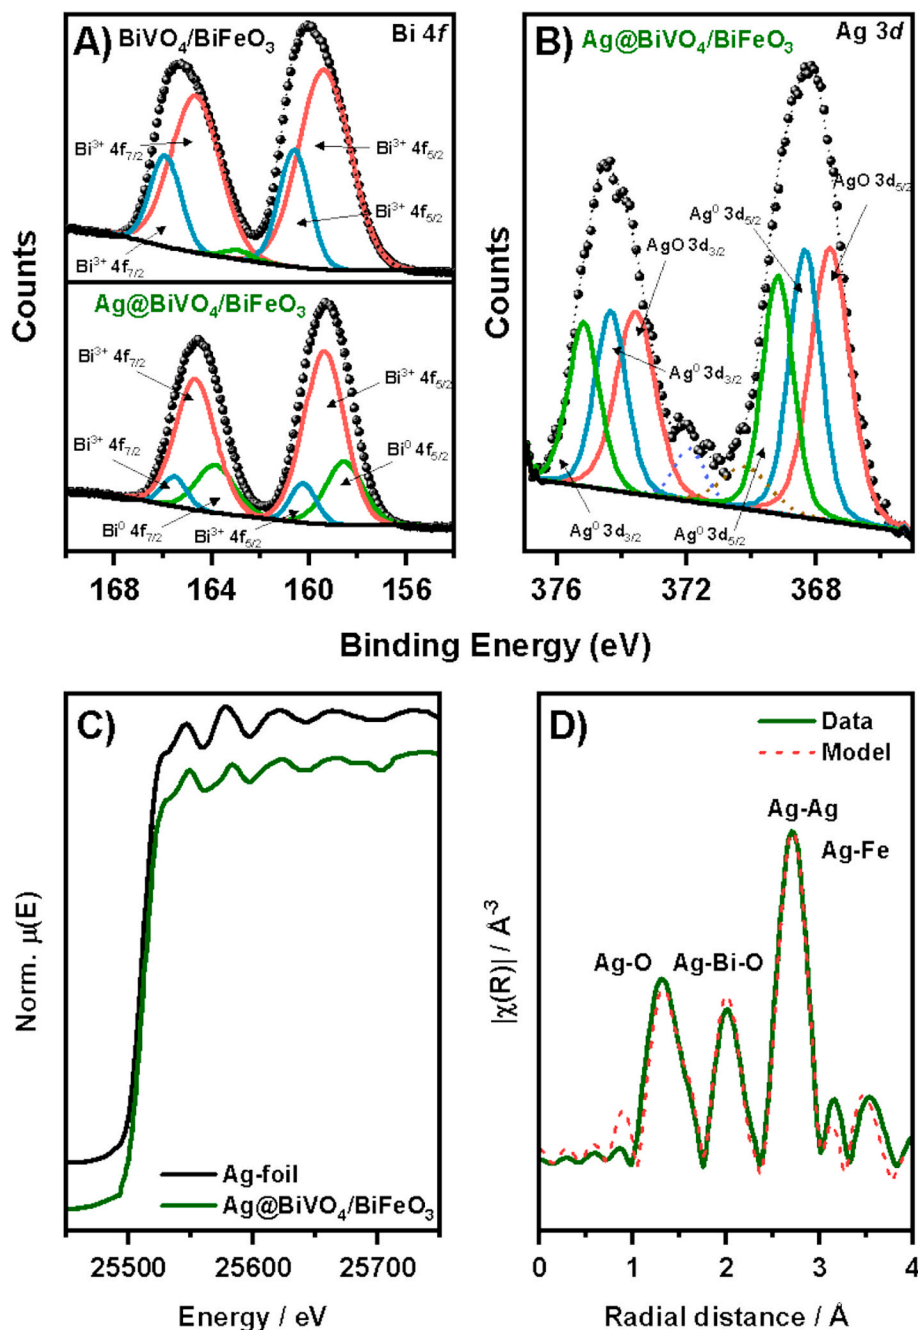 A) BiVO₄/BiFeO₃ Bi 4f
Bi³⁺ 4f₇/₂
Bi³⁺ 4f₅/₂
Bi³⁺ 4f₅/₂
Bi³⁺ 4f₇/₂
Ag@BiVO₄/BiFeO₃
Bi³⁺ 4f₇/₂
Bi³⁺ 4f₅/₂
Bi³⁺ 4f₇/₂
Bi⁰ 4f₅/₂
Bi⁰ 4f₇/₂
Bi³⁺ 4f₅/₂
Counts
168 164 160 156
B) Ag@BiVO₄/BiFeO₃ Ag 3d
AgO 3d₅/₂
Ag⁰ 3d₅/₂
AgO 3d₃/₂
Ag⁰ 3d₃/₂
Ag⁰ 3d₃/₂
Ag⁰ 3d₅/₂
Counts
376 372 368
Binding Energy (eV)
C)
Ag-foil
Ag@BiVO₄/BiFeO₃
Norm. μ(E)
25500 25600 25700
Energy / eV
D)
Data
Model
Ag-Ag
Ag-Fe
Ag-O Ag-Bi-O
|χ(R)| / Å⁻³
0 1 2 3 4
Radial distance / Å